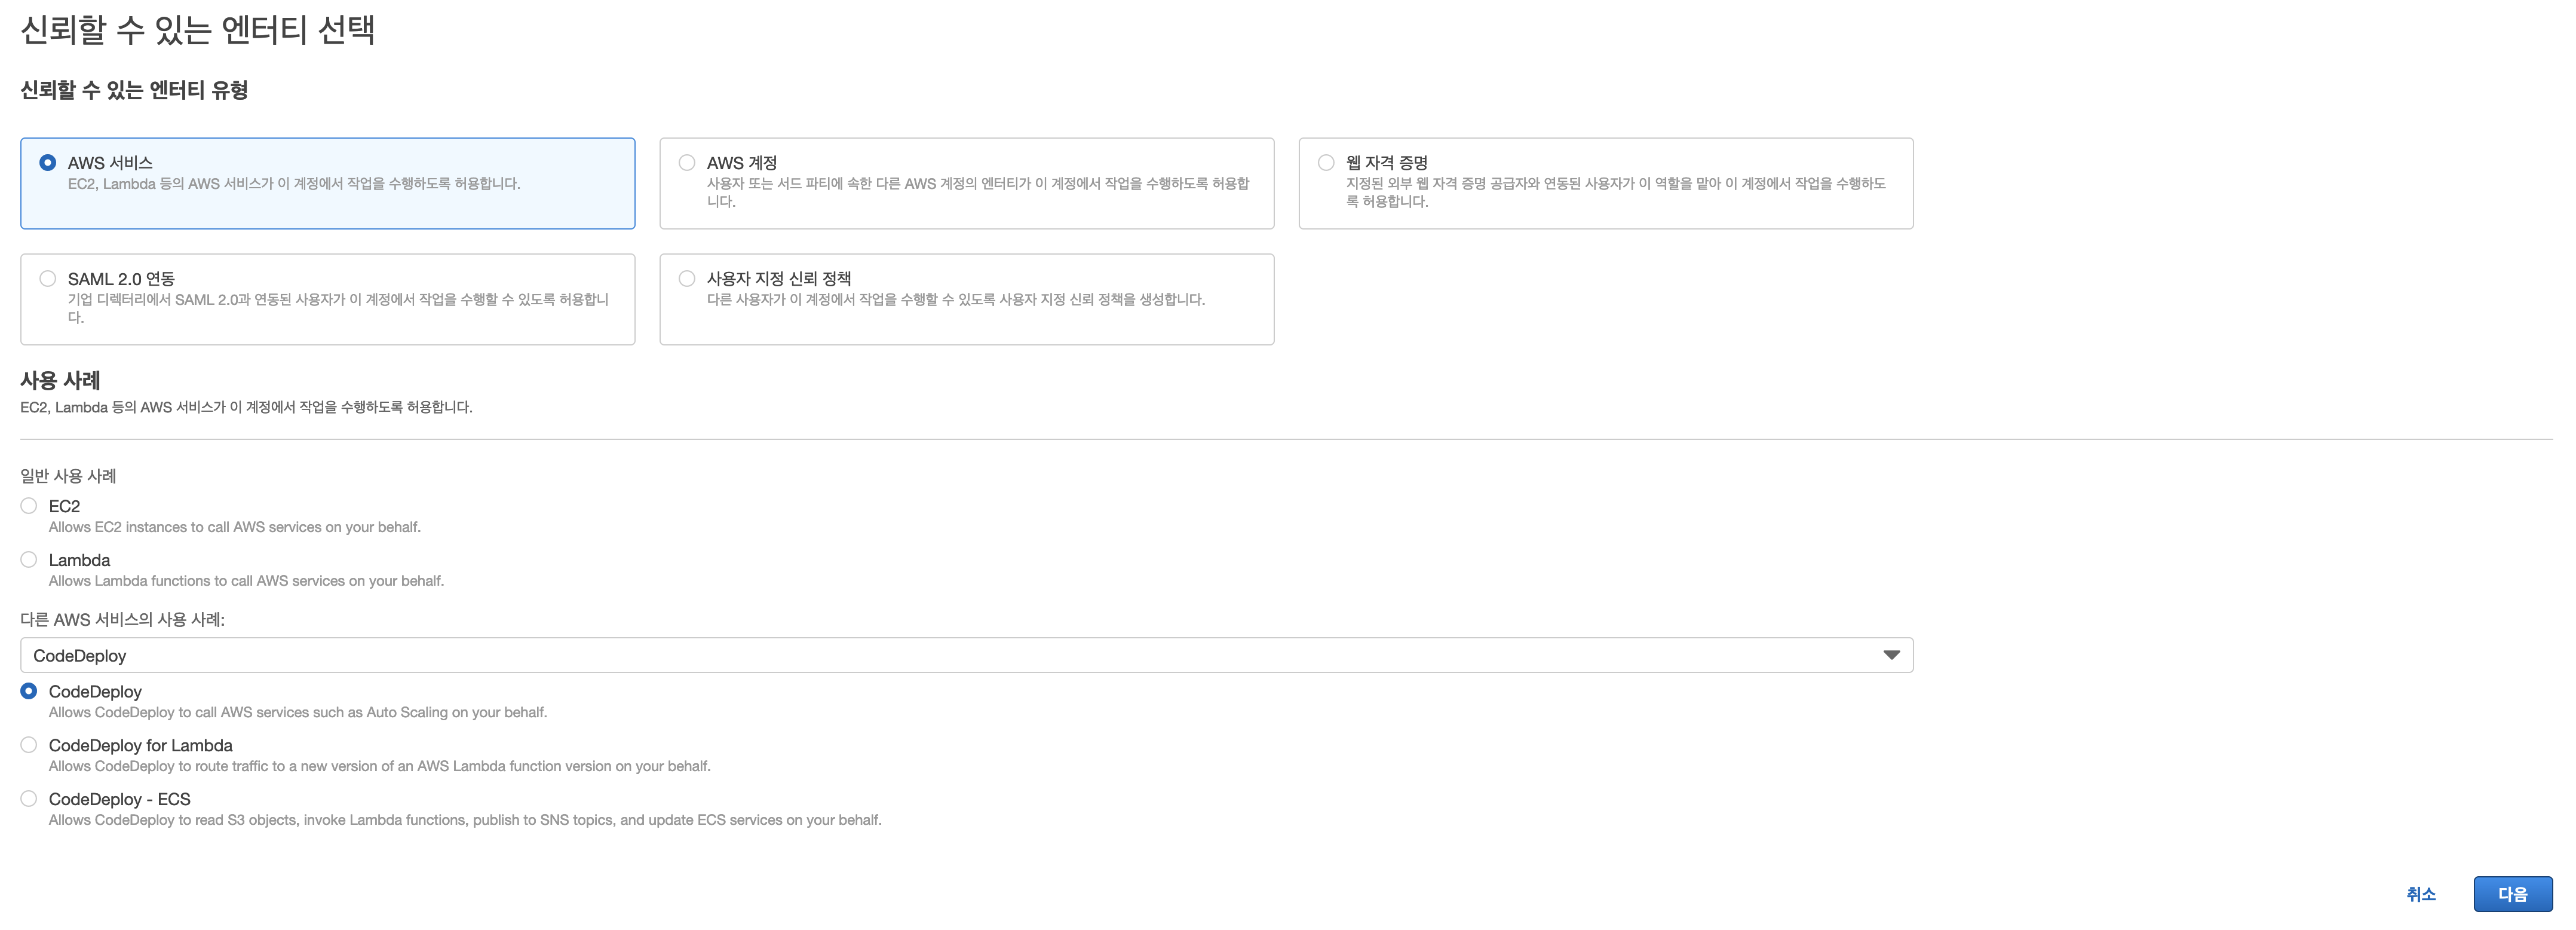 신뢰할 수 있는 엔터티 선택
신뢰할 수 있는 엔터티 유형
AWS 서비스
EC2, Lambda 등의 AWS 서비스가 이 계정에서 작업을 수행하도록 허용합니다.
AWS 계정
사용자 또는 서드 파티에 속한 다른 AWS 계정의 엔터티가 이 계정에서 작업을 수행하도록 허용합
니다.
웹 자격 증명
지정된 외부 웹 자격 증명 공급자와 연동된 사용자가 이 역할을 맡아 이 계정에서 작업을 수행하도
록 허용합니다.
SAML 2.0 연동
기업 디렉터리에서 SAML 2.0과 연동된 사용자가 이 계정에서 작업을 수행할 수 있도록 허용합니
다.
사용자 지정 신뢰 정책
다른 사용자가 이 계정에서 작업을 수행할 수 있도록 사용자 지정 신뢰 정책을 생성합니다.
사용 사례
EC2, Lambda 등의 AWS 서비스가 이 계정에서 작업을 수행하도록 허용합니다.
일반 사용 사례
EC2
Allows EC2 instances to call AWS services on your behalf.
Lambda
Allows Lambda functions to call AWS services on your behalf.
다른 AWS 서비스의 사용 사례:
CodeDeploy
CodeDeploy
Allows CodeDeploy to call AWS services such as Auto Scaling on your behalf.
CodeDeploy for Lambda
Allows CodeDeploy to route traffic to a new version of an AWS Lambda function version on your behalf.
CodeDeploy - ECS
Allows CodeDeploy to read S3 objects, invoke Lambda functions, publish to SNS topics, and update ECS services on your behalf.
취소
다음